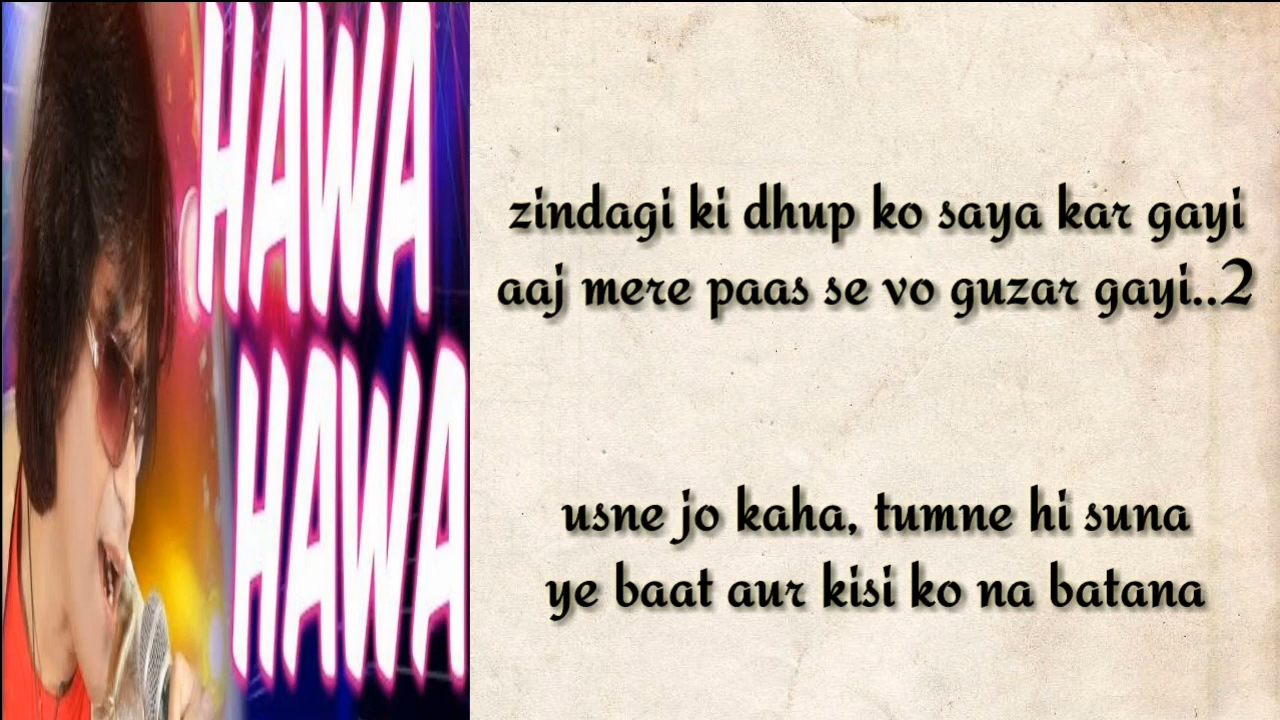 HAWA
HAWA
zindagi ki dhup ko saya kar gayi
aaj mere paas se vo guzar gayi..2
usne jo kaha, tumne hi suna
ye baat aur kisi ko na batana